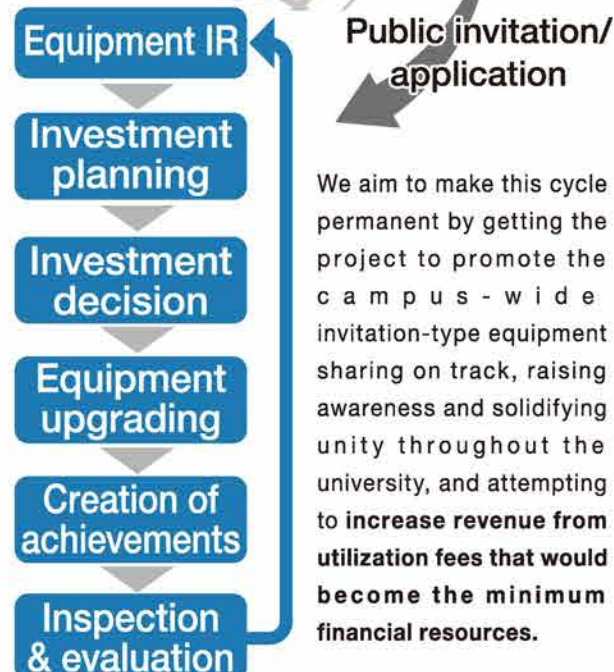 Equipment IR
Investment
planning
Investment
decision
Equipment
upgrading
Creation of
achievements
Inspection
& evaluation
Public invitation/
application
We aim to make this cycle
permanent by getting the
project to promote the
campus-wide
invitation-type equipment
sharing on track, raising
awareness and solidifying
unity throughout the
university, and attempting
to increase revenue from
utilization fees that would
become the minimum
financial resources.